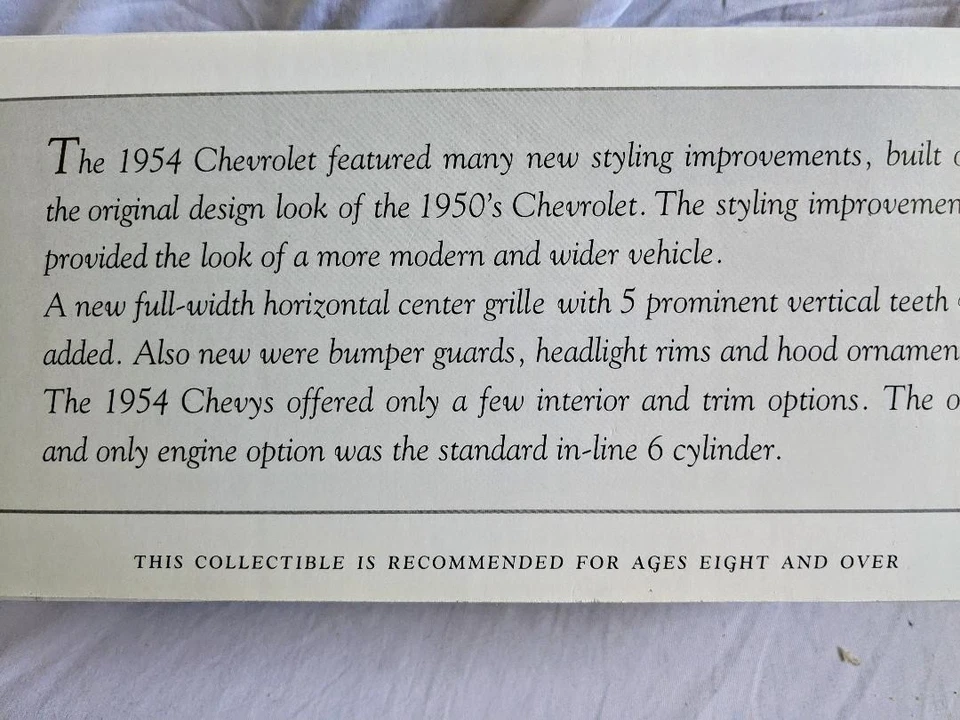 The 1954 Chevrolet featured many new styling improvements, built
the original design look of the 1950's Chevrolet. The styling
provided the look of a more modern and wider vehicle.
A new full-width horizontal center grille with 5 prominent vertical teeth
added. Also new were bumper guards, headlight rims and hood
The 1954 Chevys offered only a few interior and trim options. The
and only engine option was the standard in-line 6 cylinder.
THIS COLLECTIBLE IS RECOMMENDED FOR AGES EIGHT AND OVER